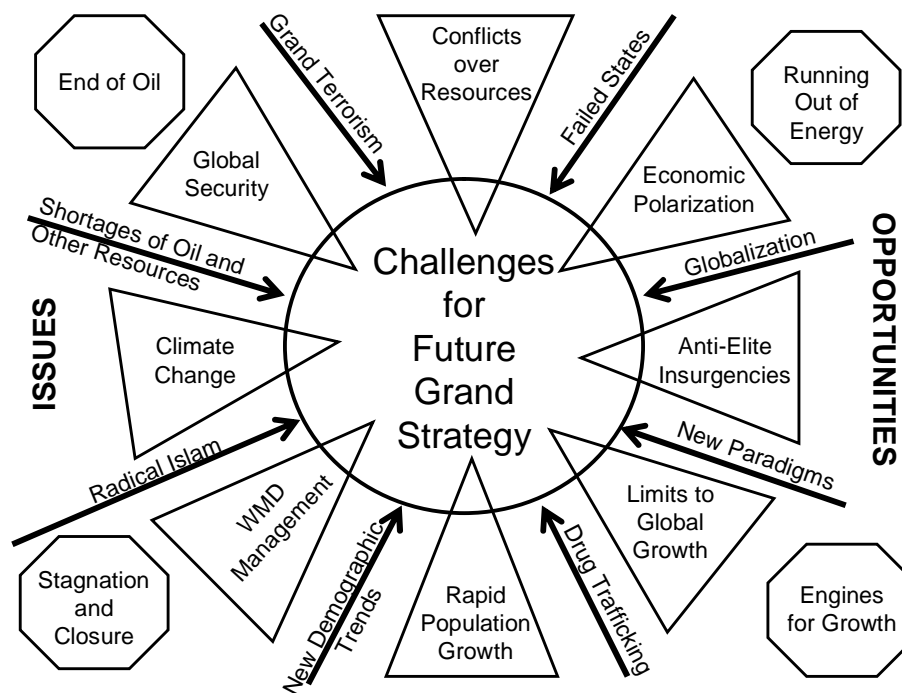 End of Oil
Grand Terrorism
Conflicts
over
Resources
Failed States
Running
Out of
Energy
Global
Security
Economic
Polarization
Shortages of Oil and
Other Resources
Globalization
ISSUES
OPPORTUNITIES
Challenges
for
Future
Grand
Strategy
Climate
Change
Anti-Elite
Insurgencies
Radical Islam
New Paradigms
WMD
Management
Limits to
Global
Growth
Stagnation
and
Closure
New Demographic
Trends
Rapid
Population
Growth
Drug Trafficking
Engines
for Growth